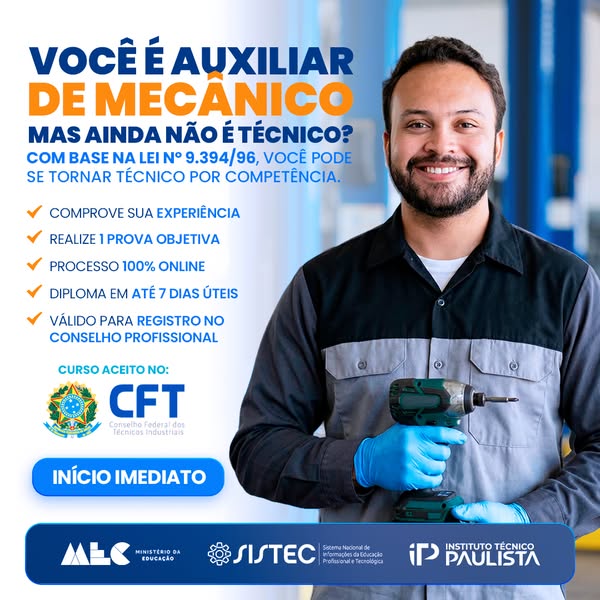 VOCÊ É AUXILIAR
DE MECÂNICO
MAS AINDA NÃO É TÉCNICO?
COM BASE NA LEI Nº 9.394/96, VOCÊ PODE
SE TORNAR TÉCNICO POR COMPETÊNCIA.
COMPROVE SUA EXPERIÊNCIA
REALIZE 1 PROVA OBJETIVA
PROCESSO 100% ONLINE
DIPLOMA EM ATÉ 7 DIAS ÚTEIS
VÁLIDO PARA REGISTRO NO
CONSELHO PROFISSIONAL
CURSO ACEITO NO:
CFT
Conselho Federal dos
Técnicos Industriais
INÍCIO IMEDIATO
MEC
MINISTÉRIO DA
EDUCAÇÃO
SISTEC
Sistema Nacional de
Informações da Educação
Profissional e Tecnológica
iTP
INSTITUTO TÉCNICO
PAULISTA